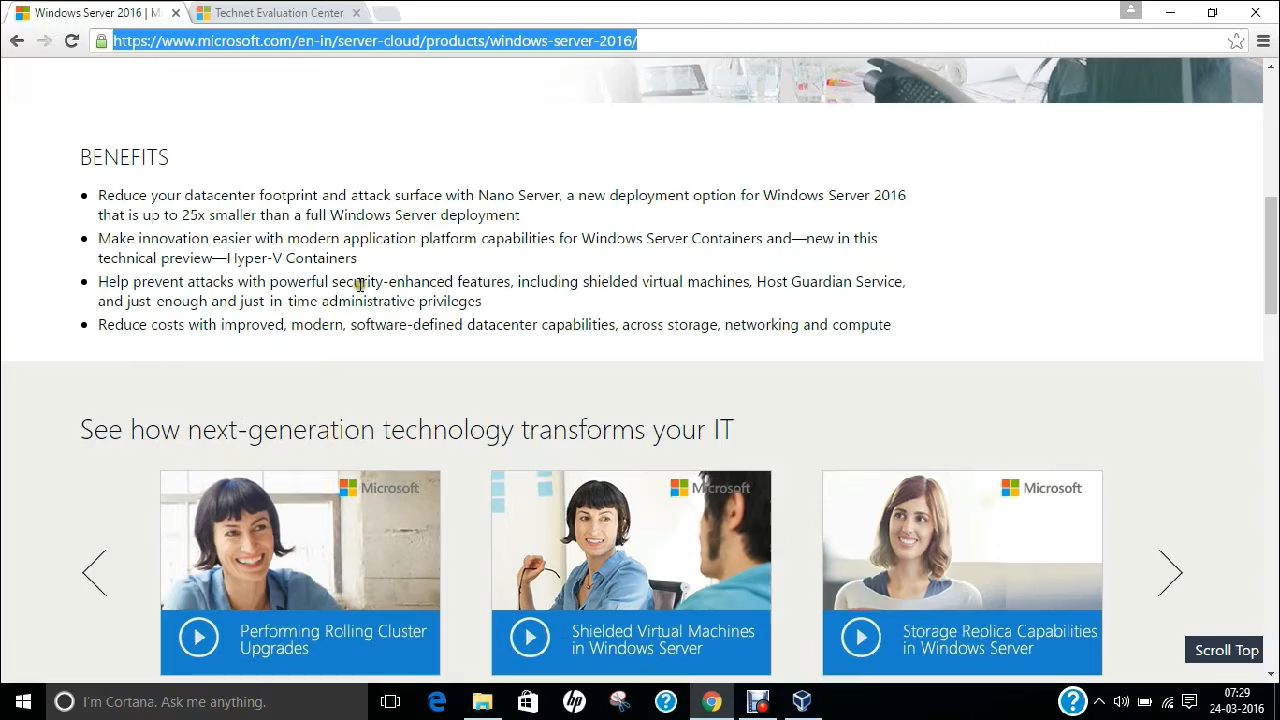 Windows Server 2016 | M
Technet Evaluation Center
https://www.microsoft.com/en-in/server-cloud/products/windows-server-2016/
BENEFITS
Reduce your datacenter footprint and attack surface with Nano Server, a new deployment option for Windows Server 2016
that is up to 25x smaller than a full Windows Server deployment
Make innovation easier with modern application platform capabilities for Windows Server Containers and—new in this
technical preview—Hyper-V Containers
Help prevent attacks with powerful security-enhanced features, including shielded virtual machines, Host Guardian Service,
and just enough and just-in-time administrative privileges
Reduce costs with improved, modern, software-defined datacenter capabilities, across storage, networking and compute
See how next-generation technology transforms your IT
Microsoft
Microsoft
Microsoft
Performing Rolling Cluster
Upgrades
Shielded Virtual Machines
in Windows Server
Storage Replica Capabilities
in Windows Server
Scroll Top
I'm Cortana. Ask me anything.
07:29
24-03-2016